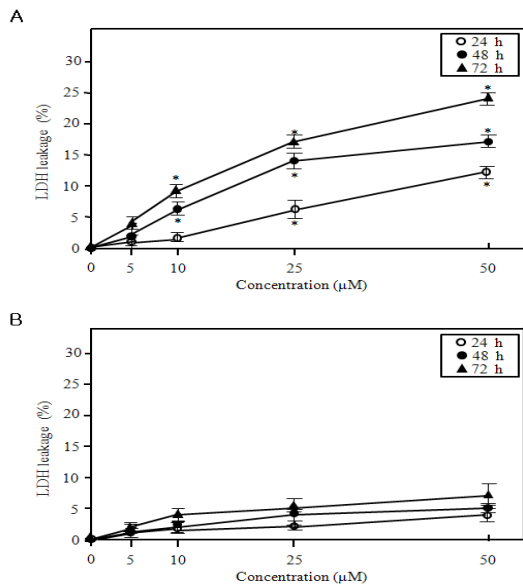 A
24 h
48 h
72 h
LDH leakage (%)
30
25
20
15
10
5
0
* * * * * * * *
0 5 10 25 50
Concentration (μM)
B
24 h
48 h
72 h
LDH leakage (%)
30
25
20
15
10
5
0
0 5 10 25 50
Concentration (μM)